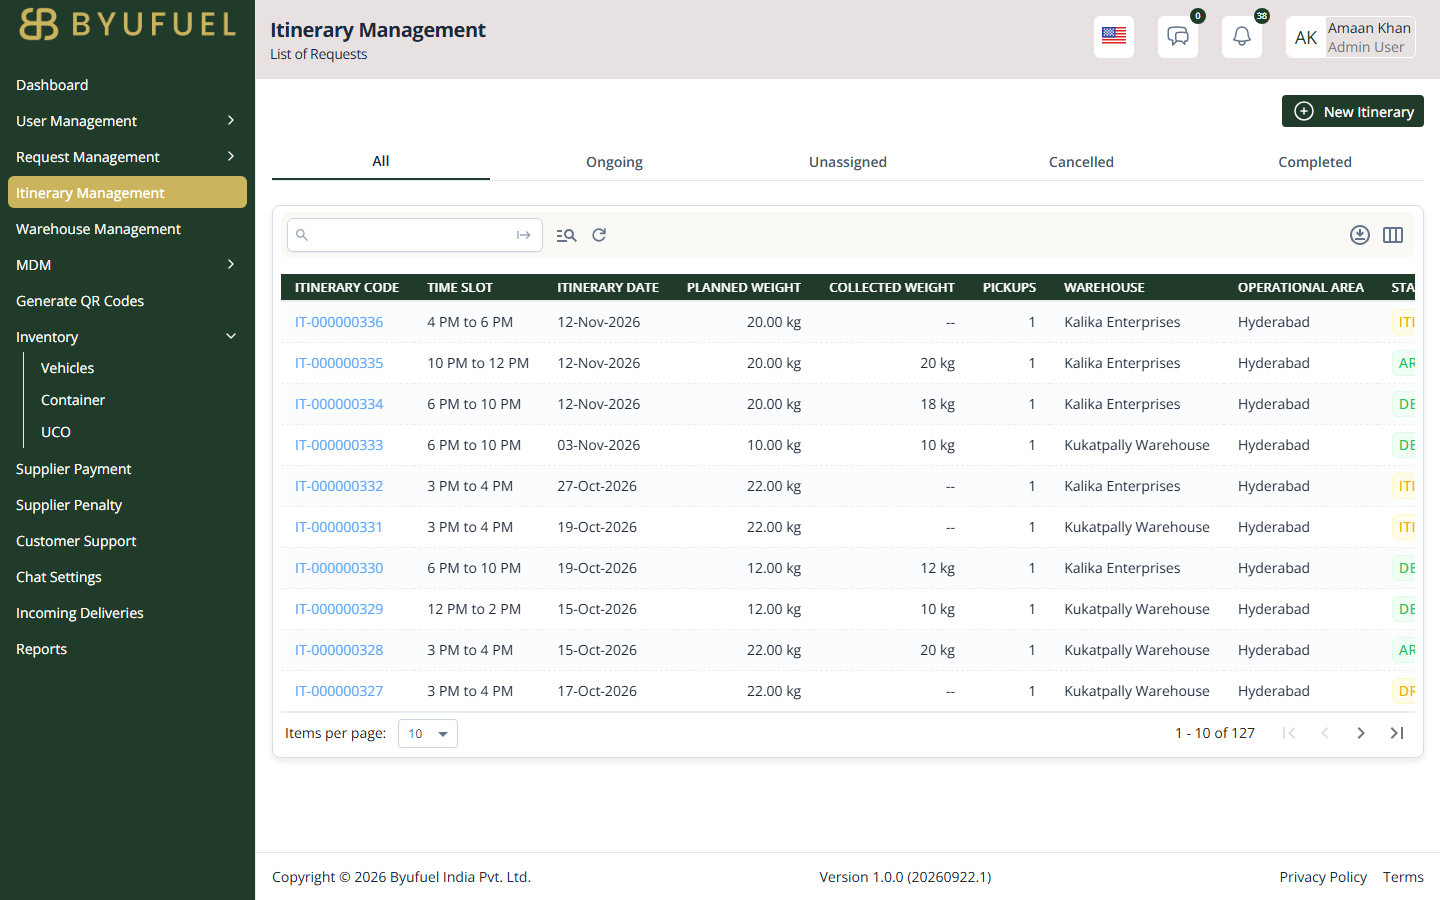 BYUFUEL
Dashboard
User Management
Request Management
Itinerary Management
Warehouse Management
MDM
Generate QR Codes
Inventory
Vehicles
Container
UCO
Supplier Payment
Supplier Penalty
Customer Support
Chat Settings
Incoming Deliveries
Reports
Itinerary Management
List of Requests
0
38
AK
Amaan Khan
Admin User
New Itinerary
All Ongoing Unassigned Cancelled Completed
ITINERARY CODE TIME SLOT ITINERARY DATE PLANNED WEIGHT COLLECTED WEIGHT PICKUPS WAREHOUSE OPERATIONAL AREA STA
IT-000000336 4 PM to 6 PM 12-Nov-2026 20.00 kg -- 1 Kalika Enterprises Hyderabad ITI
IT-000000335 10 PM to 12 PM 12-Nov-2026 20.00 kg 20 kg 1 Kalika Enterprises Hyderabad AR
IT-000000334 6 PM to 10 PM 12-Nov-2026 20.00 kg 18 kg 1 Kalika Enterprises Hyderabad DE
IT-000000333 6 PM to 10 PM 03-Nov-2026 10.00 kg 10 kg 1 Kukatpally Warehouse Hyderabad DE
IT-000000332 3 PM to 4 PM 27-Oct-2026 22.00 kg -- 1 Kalika Enterprises Hyderabad ITI
IT-000000331 3 PM to 4 PM 19-Oct-2026 22.00 kg -- 1 Kukatpally Warehouse Hyderabad ITI
IT-000000330 6 PM to 10 PM 19-Oct-2026 12.00 kg 12 kg 1 Kalika Enterprises Hyderabad DE
IT-000000329 12 PM to 2 PM 15-Oct-2026 12.00 kg 10 kg 1 Kukatpally Warehouse Hyderabad DE
IT-000000328 3 PM to 4 PM 15-Oct-2026 22.00 kg 20 kg 1 Kukatpally Warehouse Hyderabad AR
IT-000000327 3 PM to 4 PM 17-Oct-2026 22.00 kg -- 1 Kukatpally Warehouse Hyderabad DR
Items per page: 10 1 - 10 of 127
Copyright © 2026 Byufuel India Pvt. Ltd. Version 1.0.0 (20260922.1) Privacy Policy Terms